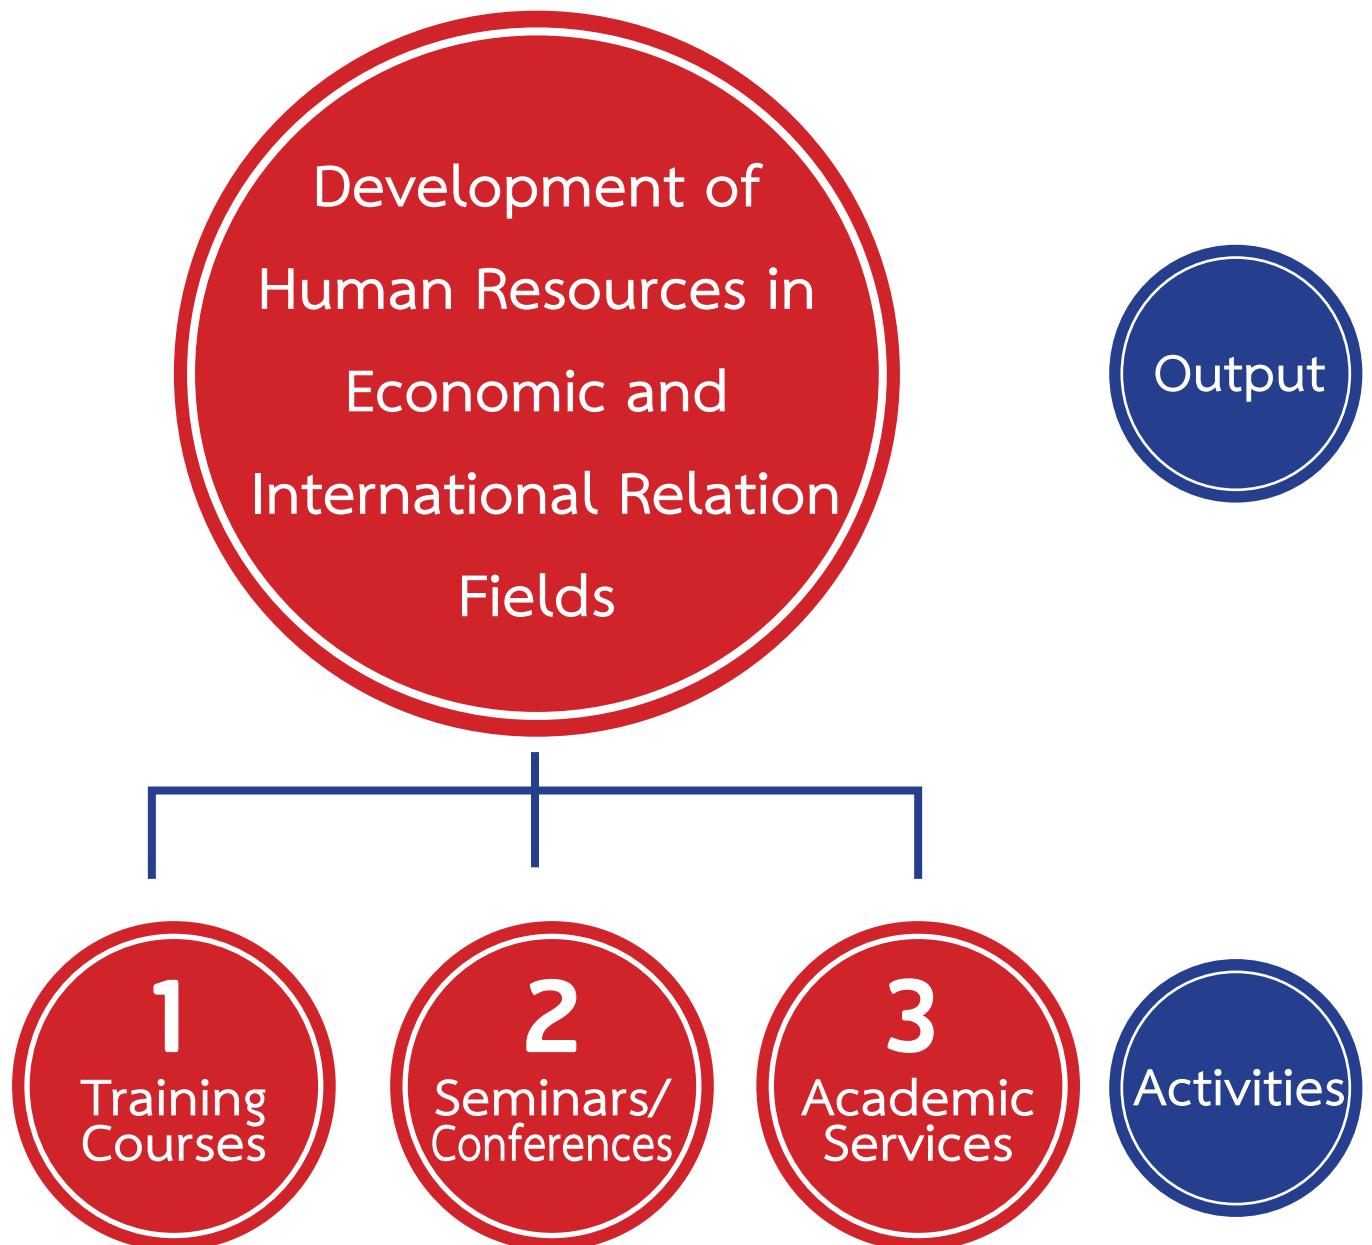 Development of
Human Resources in
Economic and
International Relation
Fields
Output
1
Training
Courses
2
Seminars/
Conferences
3
Academic
Services
Activities